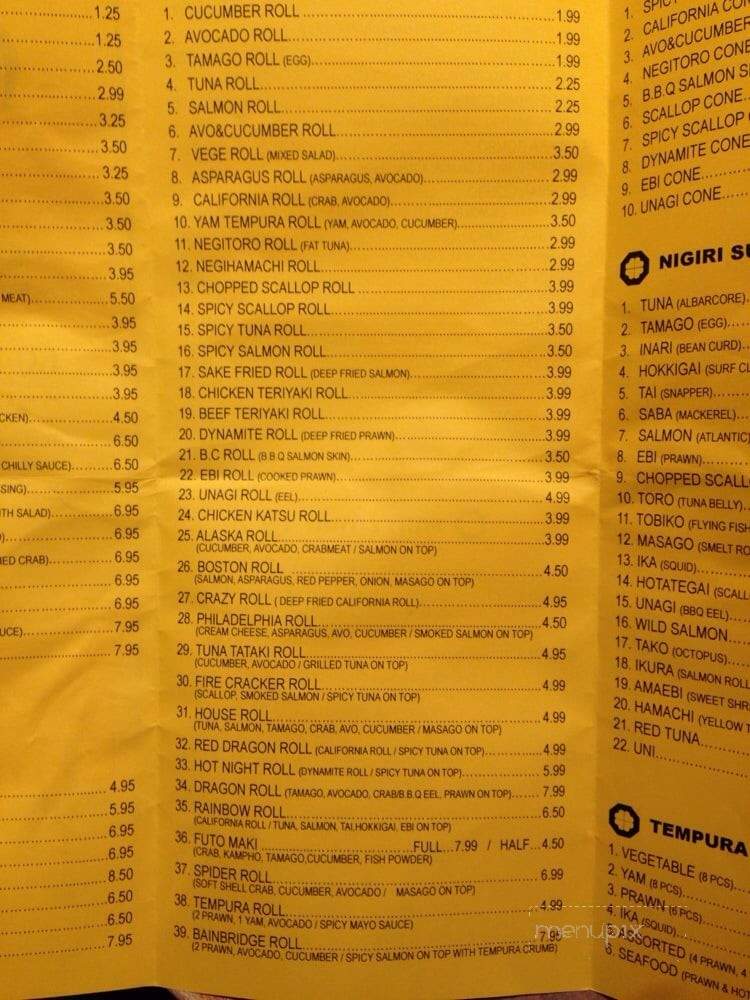 1.25
1.25
2.50
2.99
3.25
3.50
3.25
3.50
3.50
3.50
3.95
MEAT) 5.50
3.95
3.95
3.95
3.95
CKEN) 4.50
6.50
CHILLY SAUCE) 6.50
SING) 5.95
TH SALAD) 6.95
6.95
IED CRAB) 6.95
6.95
6.95
UCE) 7.95
7.95
4.95
5.95
6.95
6.95
8.50
6.50
6.50
7.95
1. CUCUMBER ROLL 1.99
2. AVOCADO ROLL 1.99
3. TAMAGO ROLL (EGG) 1.99
4. TUNA ROLL 2.25
5. SALMON ROLL 2.25
6. AVO&CUCUMBER ROLL 2.99
7. VEGE ROLL (MIXED SALAD) 3.50
8. ASPARAGUS ROLL (ASPARAGUS, AVOCADO) 2.99
9. CALIFORNIA ROLL (CRAB, AVOCADO) 2.99
10. YAM TEMPURA ROLL (YAM, AVOCADO, CUCUMBER) 3.50
11. NEGITORO ROLL (FAT TUNA) 2.99
12. NEGIHAMACHI ROLL 2.99
13. CHOPPED SCALLOP ROLL 3.99
14. SPICY SCALLOP ROLL 3.99
15. SPICY TUNA ROLL 3.50
16. SPICY SALMON ROLL 3.50
17. SAKE FRIED ROLL (DEEP FRIED SALMON) 3.99
18. CHICKEN TERIYAKI ROLL 3.99
19. BEEF TERIYAKI ROLL 3.99
20. DYNAMITE ROLL (DEEP FRIED PRAWN) 3.99
21. B.C ROLL (B B Q SALMON SKIN) 3.50
22. EBI ROLL (COOKED PRAWN) 3.99
23. UNAGI ROLL (EEL) 4.99
24. CHICKEN KATSU ROLL 3.99
25. ALASKA ROLL 3.99
(CUCUMBER, AVOCADO, CRABMEAT / SALMON ON TOP)
26. BOSTON ROLL 4.50
(SALMON, ASPARAGUS, RED PEPPER, ONION, MASAGO ON TOP)
27. CRAZY ROLL ( DEEP FRIED CALIFORNIA ROLL) 4.95
28. PHILADELPHIA ROLL 4.50
(CREAM CHEESE, ASPARAGUS, AVO, CUCUMBER / SMOKED SALMON ON TOP)
29. TUNA TATAKI ROLL 4.95
(CUCUMBER, AVOCADO / GRILLED TUNA ON TOP)
30. FIRE CRACKER ROLL 4.99
(SCALLOP, SMOKED SALMON / SPICY TUNA ON TOP)
31. HOUSE ROLL 4.99
(TUNA, SALMON, TAMAGO, CRAB, AVO, CUCUMBER / MASAGO ON TOP)
32. RED DRAGON ROLL (CALIFORNIA ROLL / SPICY TUNA ON TOP) 4.99
33. HOT NIGHT ROLL (DYNAMITE ROLL / SPICY TUNA ON TOP) 5.99
34. DRAGON ROLL (TAMAGO, AVOCADO, CRAB/B.B.Q EEL, PRAWN ON TOP) 7.99
35. RAINBOW ROLL 6.50
(CALIFORNIA ROLL / TUNA, SALMON, TAI,HOKKIGAI, EBI ON TOP)
36. FUTO MAKI FULL...7.99 / HALF...4.50
(CRAB, KAMPHO, TAMAGO,CUCUMBER, FISH POWDER)
37. SPIDER ROLL 6.99
(SOFT SHELL CRAB, CUCUMBER, AVOCADO / MASAGO ON TOP)
38. TEMPURA ROLL 4.99
(2 PRAWN, 1 YAM, AVOCADO / SPICY MAYO SAUCE)
39. BAINBRIDGE ROLL 7.95
(2 PRAWN, AVOCADO, CUCUMBER / SPICY SALMON ON TOP WITH TEMPURA CRUMB)
1. SPICY
2. CALIFORNIA CON
3. AVO&CUCUMBER
4. NEGITORO CONE
5. B.B.Q SALMON S
6. SCALLOP CONE
7. SPICY SCALLOP
8. DYNAMITE CONE
9. EBI CONE
10. UNAGI CONE
NIGIRI SU
1. TUNA (ALBARCORE)
2. TAMAGO (EGG)
3. INARI (BEAN CURD)
4. HOKKIGAI (SURF CL
5. TAI (SNAPPER)
6. SABA (MACKEREL)
7. SALMON (ATLANTIC)
8. EBI (PRAWN)
9. CHOPPED SCALL
10. TORO (TUNA BELLY)
11. TOBIKO (FLYING FISH
12. MASAGO (SMELT RO
13. IKA (SQUID)
14. HOTATEGAI (SCALL
15. UNAGI (BBQ EEL)
16. WILD SALMON
17. TAKO (OCTOPUS)
18. IKURA (SALMON ROLL
19. AMAEBI (SWEET SHR
20. HAMACHI (YELLOW T
21. RED TUNA
22. UNI
TEMPURA
1. VEGETABLE (8 PCS)
2. YAM (8 PCS)
3. PRAWN (6 PCS)
4. IKA (SQUID)
5. ASSORTED (4 PRAWN, 4
6. SEAFOOD (PRAWN & HO
menupix